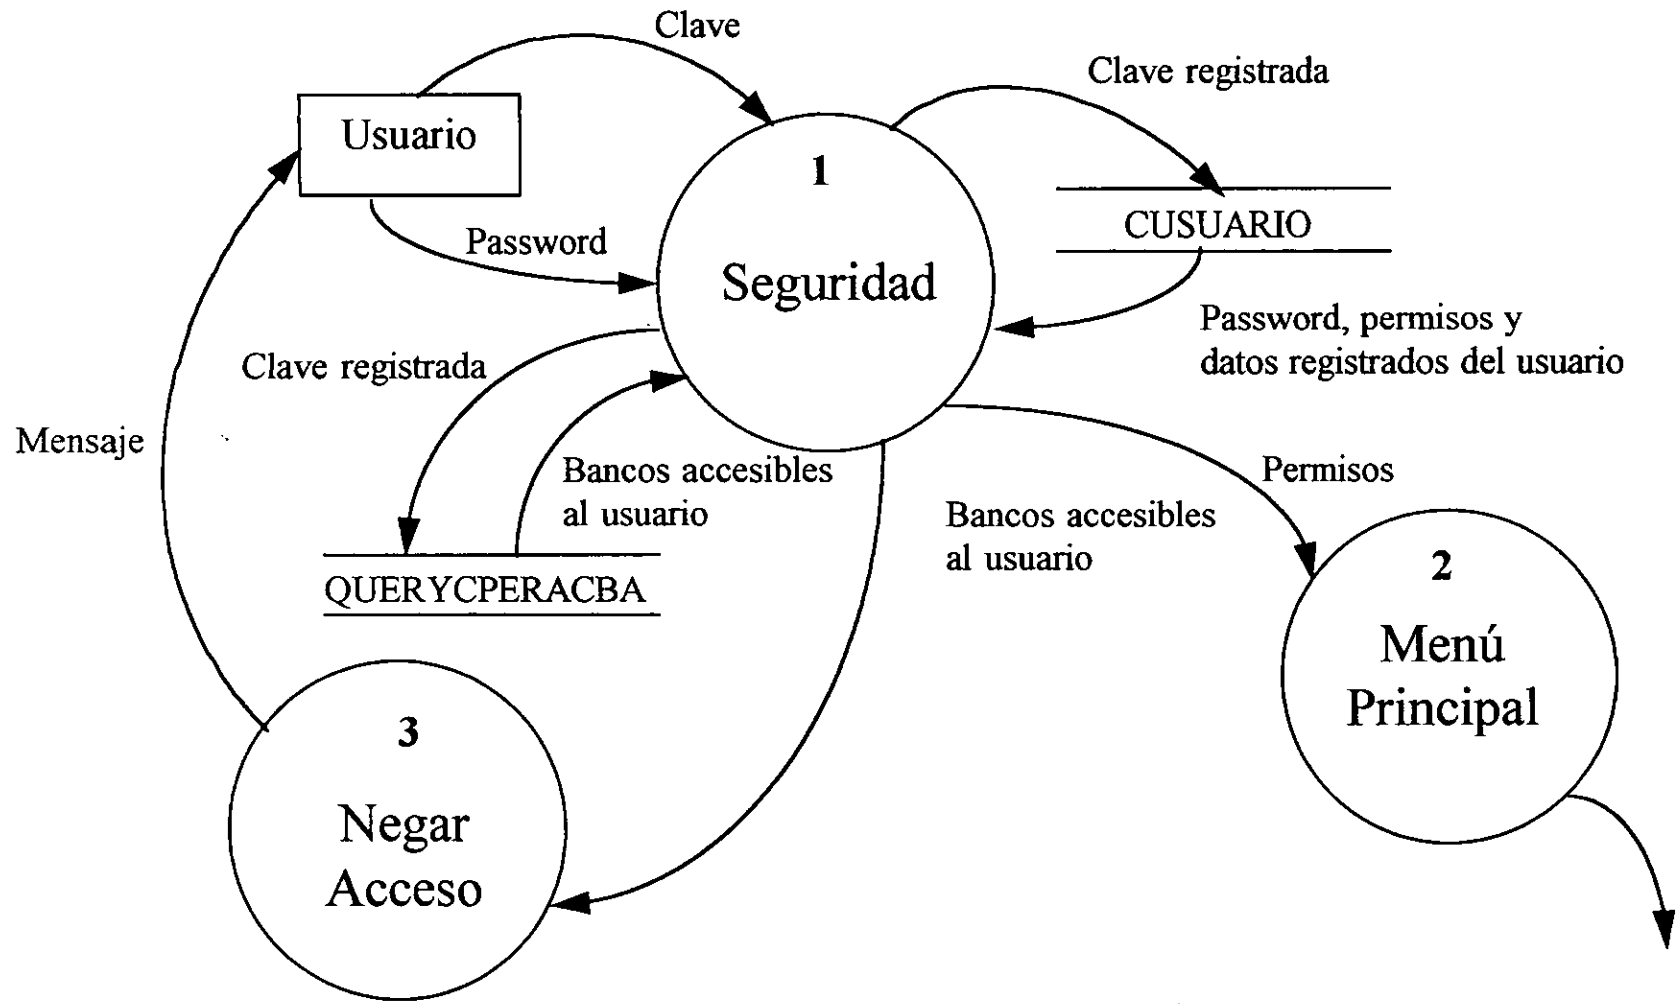 Clave
Clave registrada
Usuario
1
Seguridad
CUSUARIO
Password
Password, permisos y
datos registrados del usuario
Clave registrada
Mensaje
Bancos accesibles
al usuario
Permisos
Bancos accesibles
al usuario
QUERYCPERACBA
2
Menú
Principal
3
Negar
Acceso